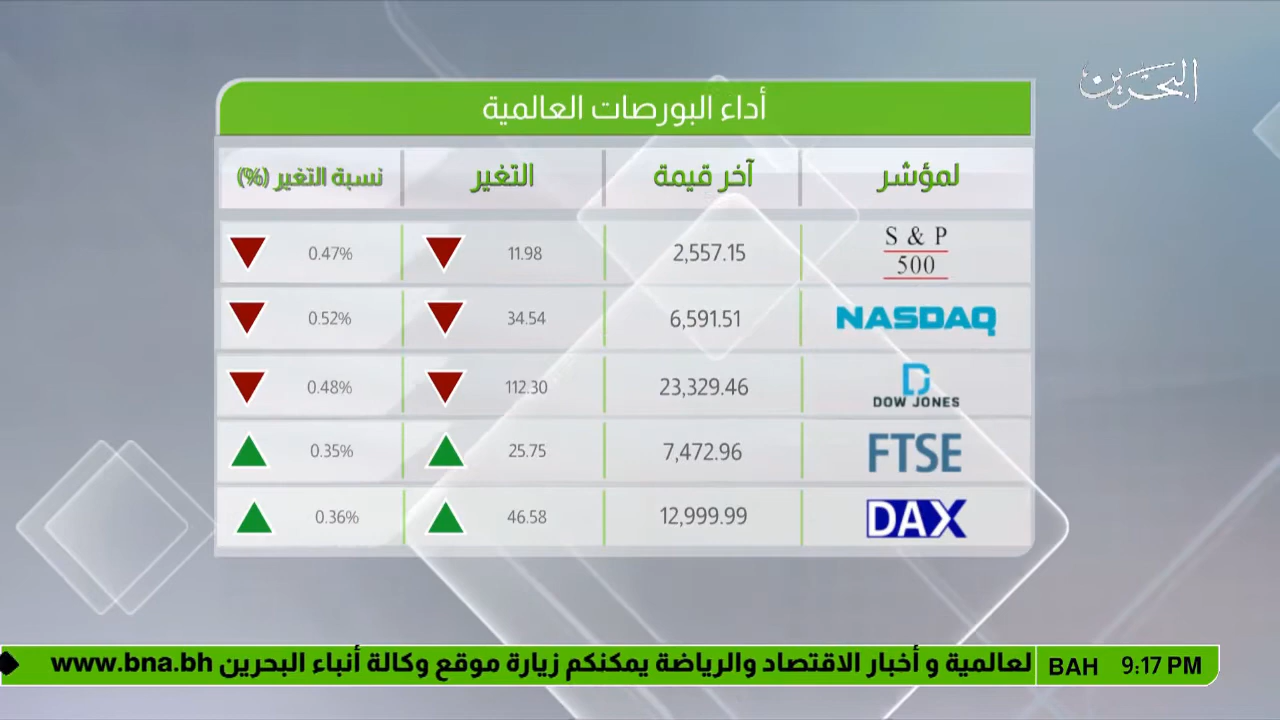 البحرين
أداء البورصات العالمية
لمؤشر آخر قيمة التغير نسبة التغير (%)
S & P 500 2,557.15 11.98 0.47%
NASDAQ 6,591.51 34.54 0.52%
DOW JONES 23,329.46 112.30 0.48%
FTSE 7,472.96 25.75 0.35%
DAX 12,999.99 46.58 0.36%
لعالمية و أخبار الاقتصاد والرياضة يمكنكم زيارة موقع وكالة أنباء البحرين www.bna.bh
BAH 9:17 PM